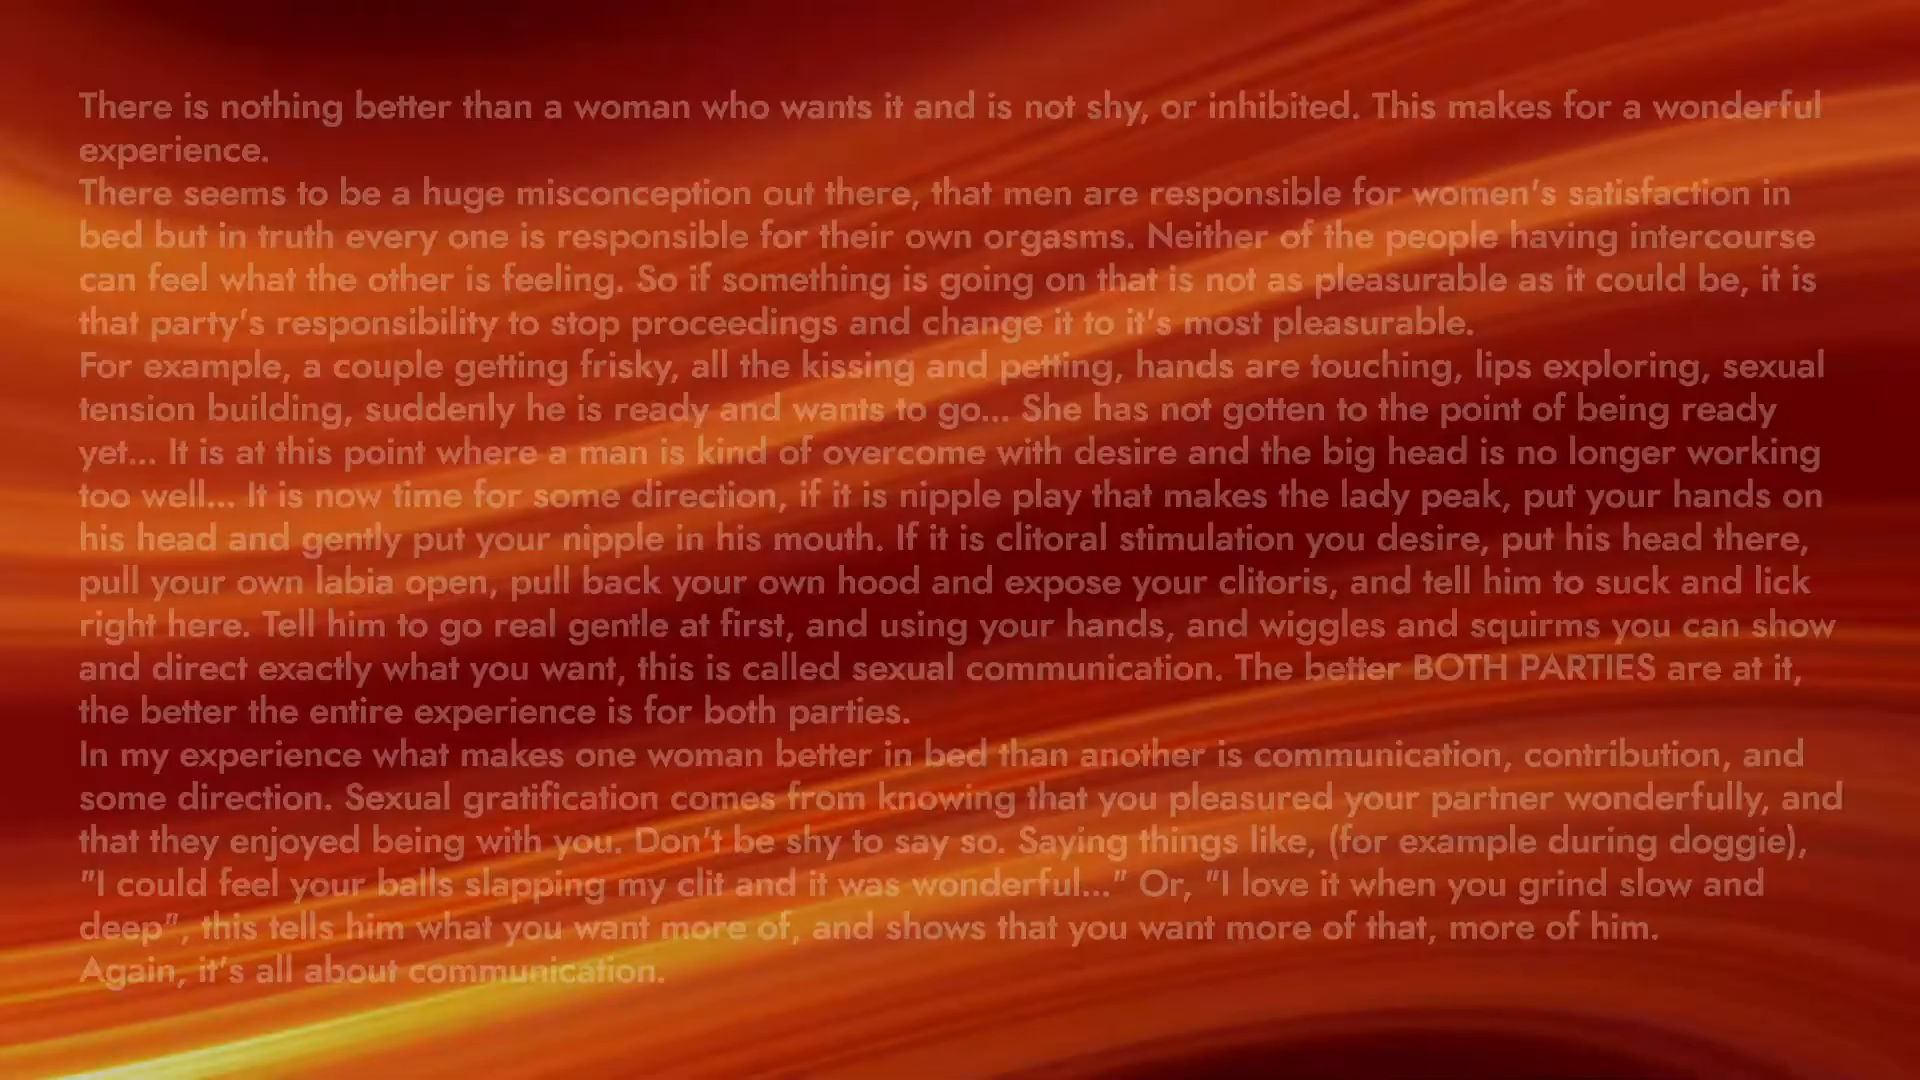 There is nothing better than a woman who wants it and is not shy, or inhibited. This makes for a wonderful
experience.
There seems to be a huge misconception out there, that men are responsible for women's satisfaction in
bed but in truth every one is responsible for their own orgasms. Neither of the people having intercourse
can feel what the other is feeling. So if something is going on that is not as pleasurable as it could be, it is
that party's responsibility to stop proceedings and change it to it's most pleasurable.
For example, a couple getting frisky, all the kissing and petting, hands are touching, lips exploring, sexual
tension building, suddenly he is ready and wants to go... She has not gotten to the point of being ready
yet... It is at this point where a man is kind of overcome with desire and the big head is no longer working
too well... It is now time for some direction, if it is nipple play that makes the lady peak, put your hands on
his head and gently put your nipple in his mouth. If it is clitoral stimulation you desire, put his head there,
pull your own labia open, pull back your own hood and expose your clitoris, and tell him to suck and lick
right here. Tell him to go real gentle at first, and using your hands, and wiggles and squirms you can show
and direct exactly what you want, this is called sexual communication. The better BOTH PARTIES are at it,
the better the entire experience is for both parties.
In my experience what makes one woman better in bed than another is communication, contribution, and
some direction. Sexual gratification comes from knowing that you pleasured your partner wonderfully, and
that they enjoyed being with you. Don't be shy to say so. Saying things like, (for example during doggie),
"I could feel your balls slapping my clit and it was wonderful..." Or, "I love it when you grind slow and
deep", this tells him what you want more of, and shows that you want more of that, more of him.
Again, it's all about communication.